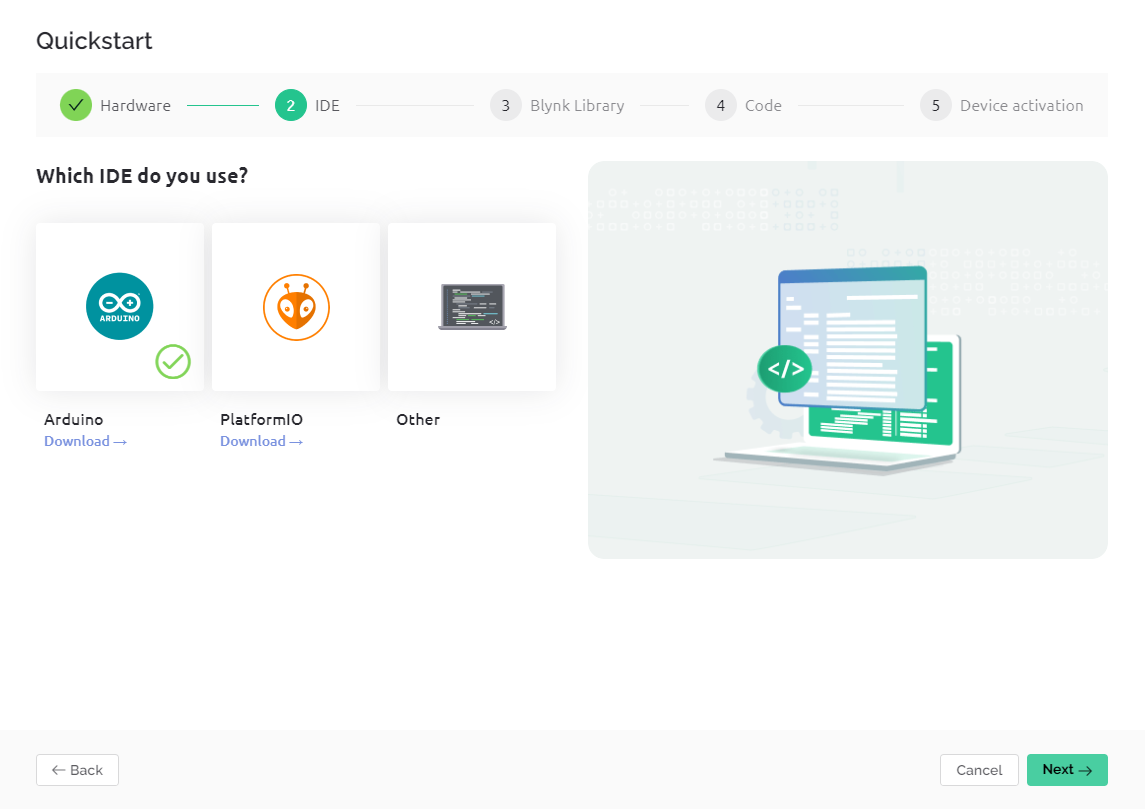 Quickstart
Hardware
2 IDE
3 Blynk Library
4 Code
5 Device activation
Which IDE do you use?
ARDUINO
</>
</>
Arduino
PlatformIO
Other
Download →
Download →
← Back
Cancel
Next →